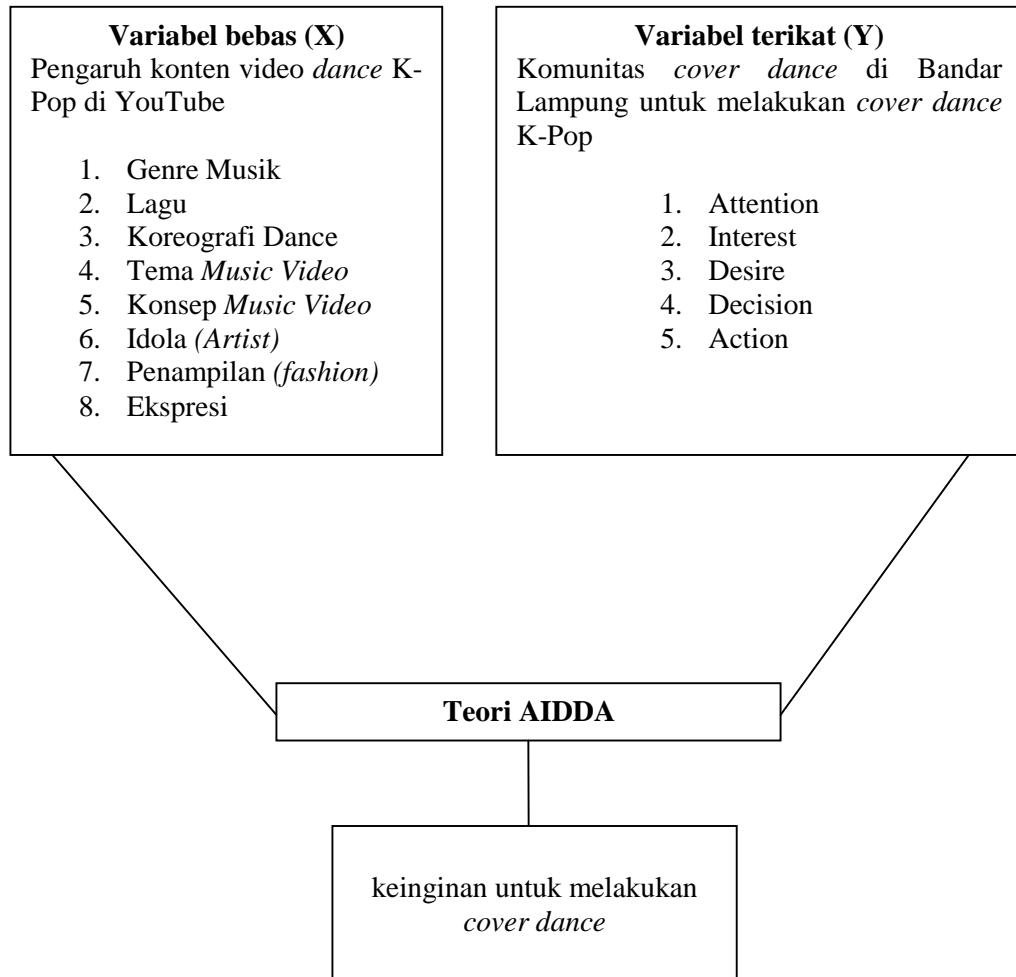 Variabel bebas (X)
Pengaruh konten video dance K-
Pop di YouTube
1. Genre Musik
2. Lagu
3. Koreografi Dance
4. Tema Music Video
5. Konsep Music Video
6. Idola (Artist)
7. Penampilan (fashion)
8. Ekspresi
Variabel terikat (Y)
Komunitas cover dance di Bandar
Lampung untuk melakukan cover dance
K-Pop
1. Attention
2. Interest
3. Desire
4. Decision
5. Action
Teori AIDDA
keinginan untuk melakukan
cover dance